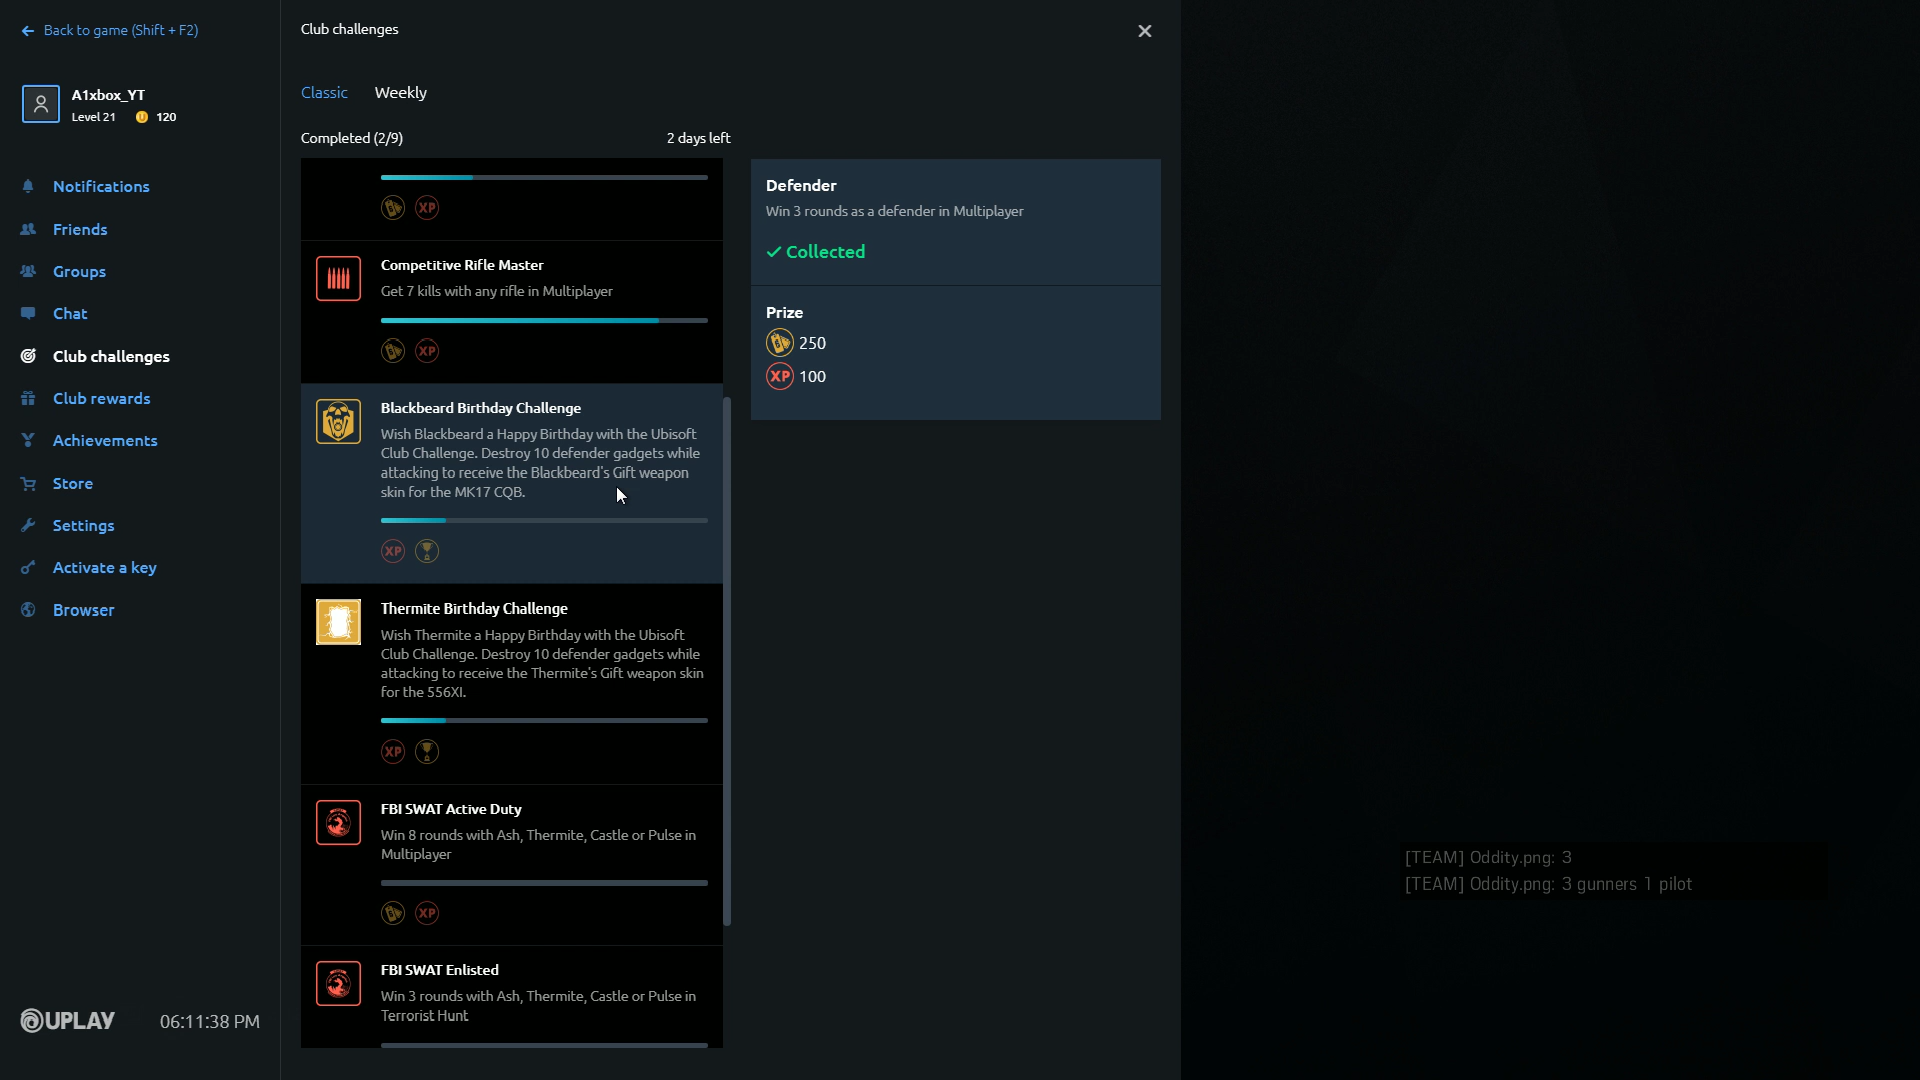 Back to game (Shift + F2)
A1xbox_YT
Level 21 120
Notifications
Friends
Groups
Chat
Club challenges
Club rewards
Achievements
Store
Settings
Activate a key
Browser
UPLAY 06:11:38 PM
Club challenges
Classic Weekly
Completed (2/9) 2 days left
XP
Competitive Rifle Master
Get 7 kills with any rifle in Multiplayer
XP
Blackbeard Birthday Challenge
Wish Blackbeard a Happy Birthday with the Ubisoft
Club Challenge. Destroy 10 defender gadgets while
attacking to receive the Blackbeard's Gift weapon
skin for the MK17 CQB.
XP
Thermite Birthday Challenge
Wish Thermite a Happy Birthday with the Ubisoft
Club Challenge. Destroy 10 defender gadgets while
attacking to receive the Thermite's Gift weapon skin
for the 556XI.
XP
FBI SWAT Active Duty
Win 8 rounds with Ash, Thermite, Castle or Pulse in
Multiplayer
XP
FBI SWAT Enlisted
Win 3 rounds with Ash, Thermite, Castle or Pulse in
Terrorist Hunt
Defender
Win 3 rounds as a defender in Multiplayer
Collected
Prize
250
XP 100
[TEAM] Oddity.png: 3
[TEAM] Oddity.png: 3 gunners 1 pilot